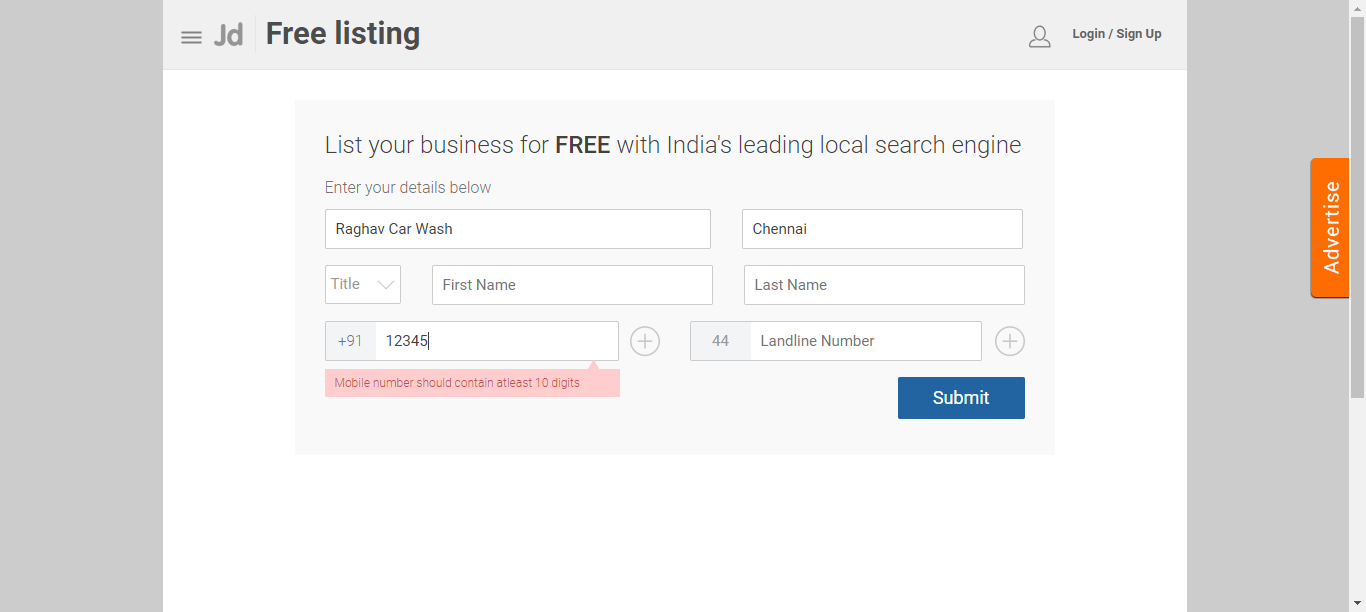 Jd Free listing
Login / Sign Up
List your business for FREE with India's leading local search engine
Enter your details below
Raghav Car Wash Chennai
Title First Name Last Name
+91 12345 44 Landline Number
Mobile number should contain atleast 10 digits
Submit
Advertise